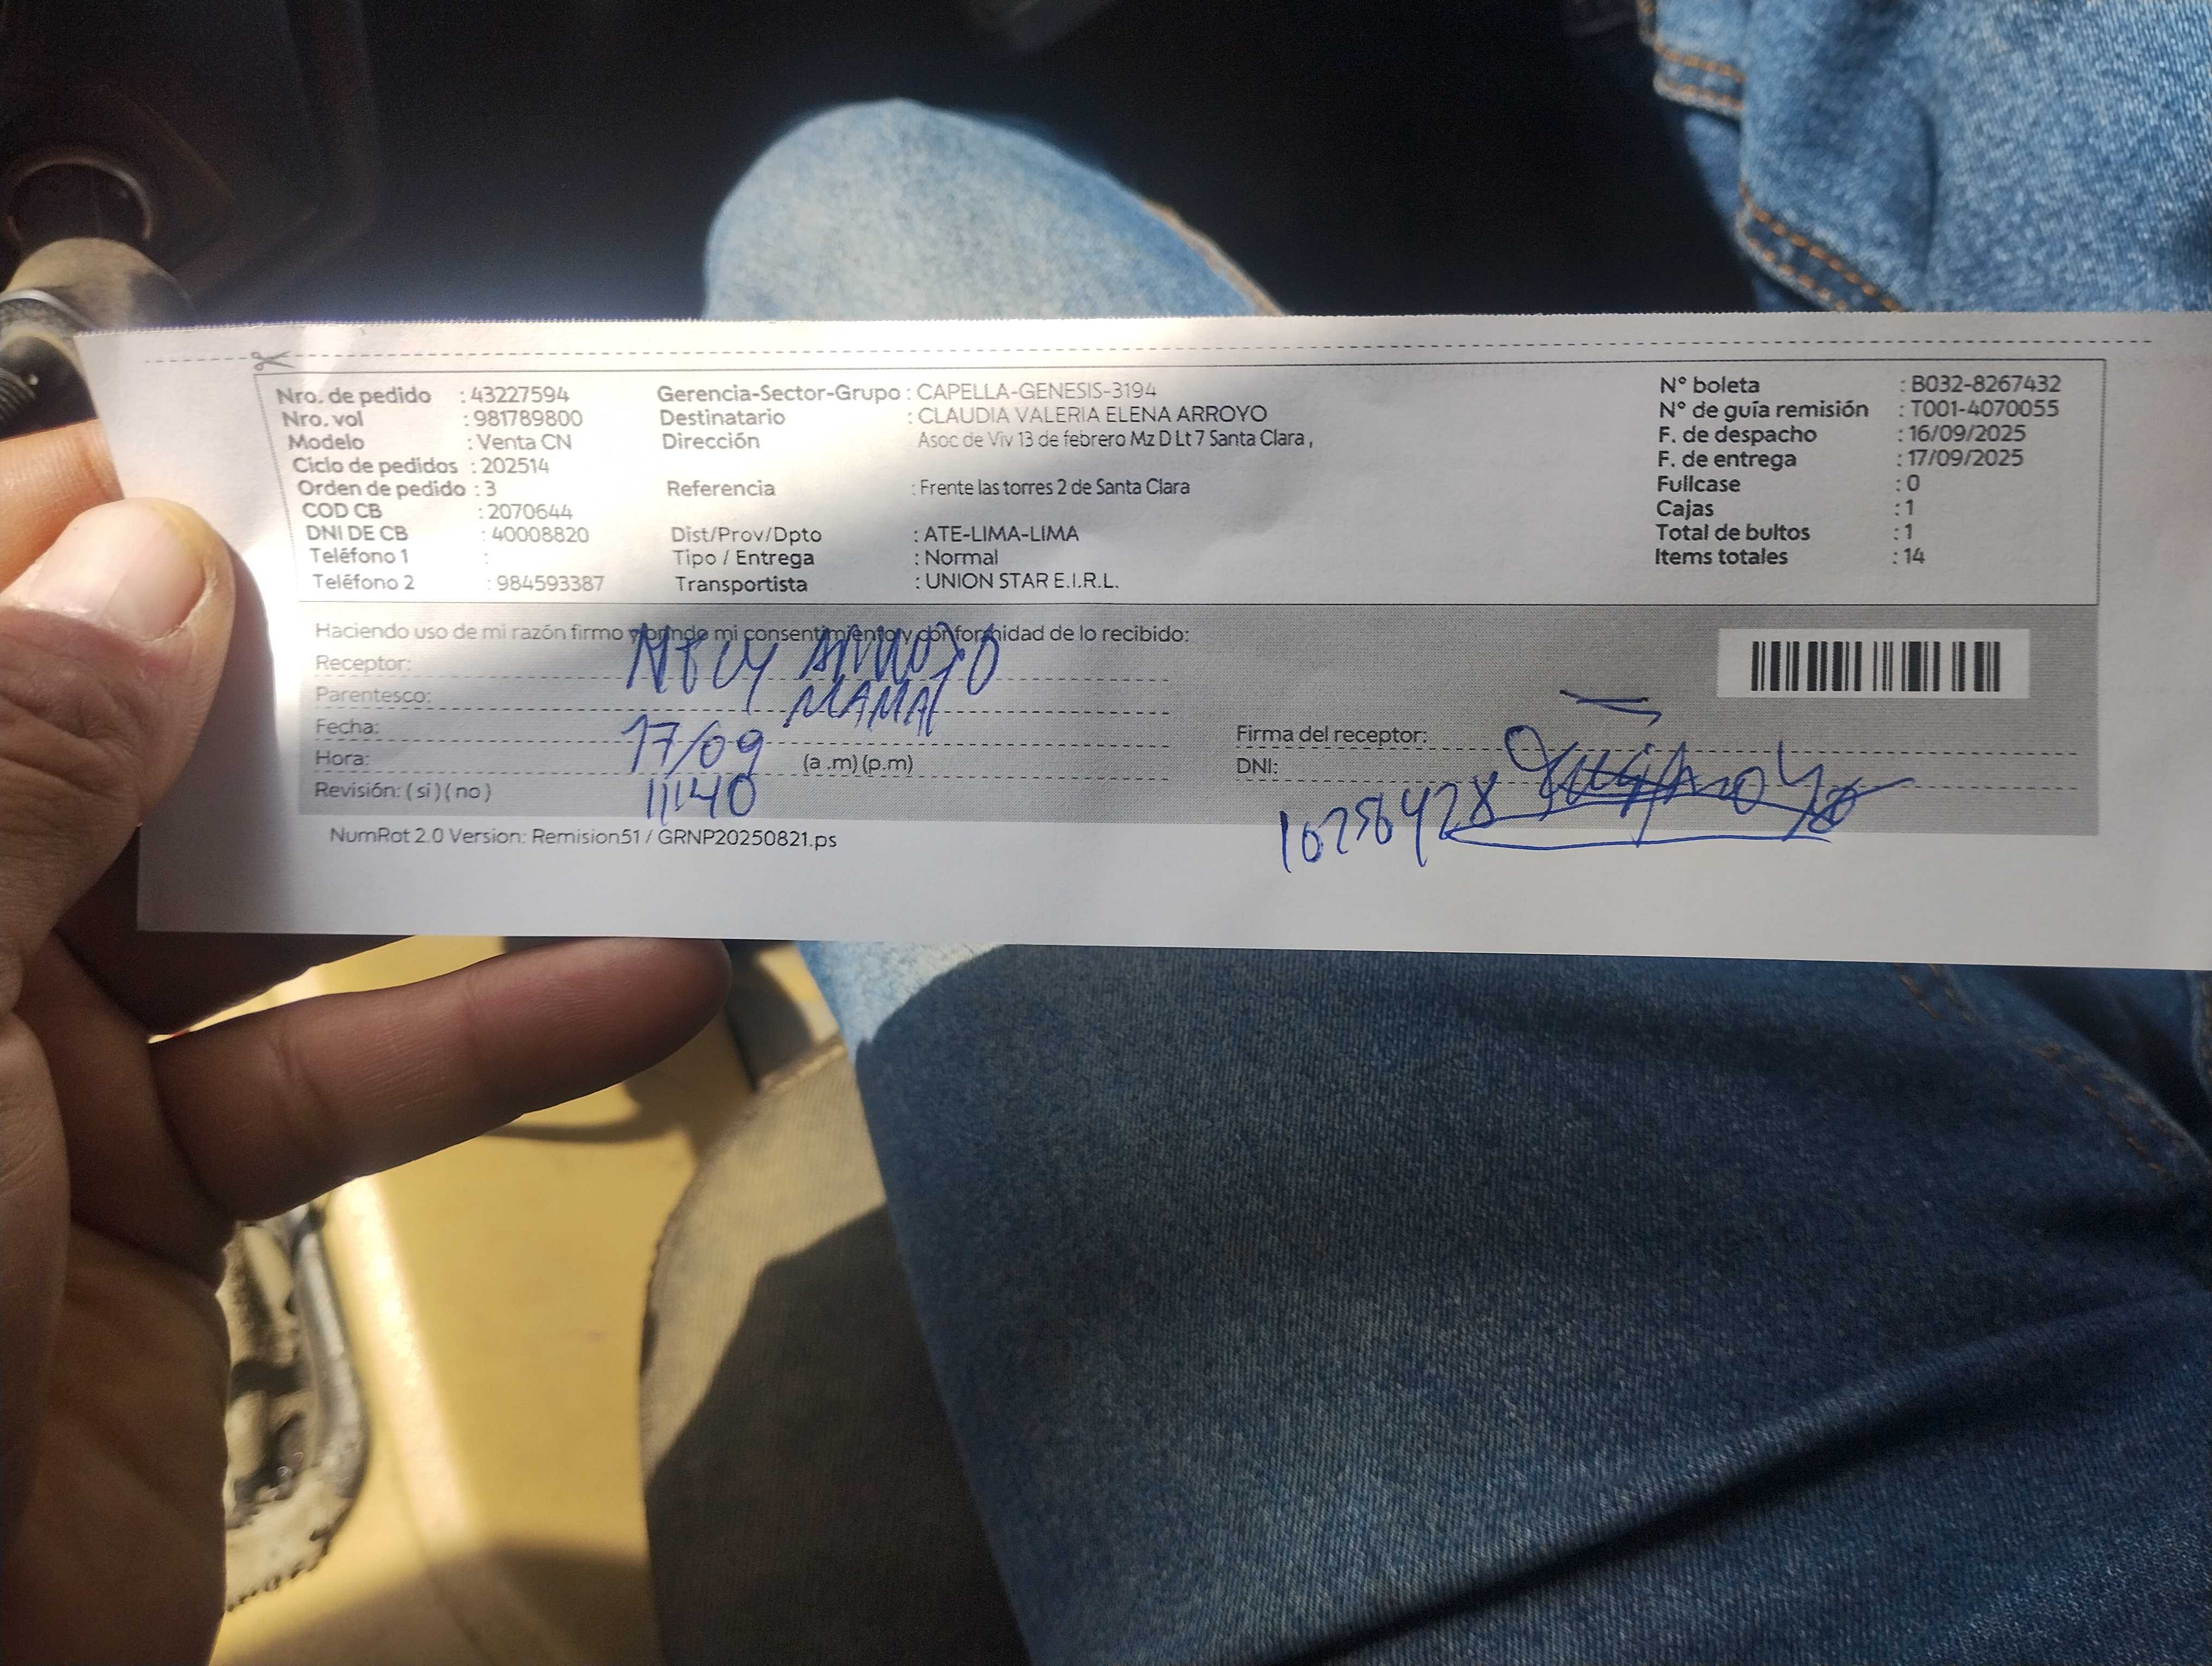 Nro. de pedido : 43227594
Nro. vol : 981789800
Modelo : Venta CN
Ciclo de pedidos : 202514
Orden de pedido : 3
COD CB : 2070644
DNI DE CB : 40008820
Teléfono 1 :
Teléfono 2 : 984593387
Gerencia-Sector-Grupo : CAPELLA-GENESIS-3194
Destinatario : CLAUDIA VALERIA ELENA ARROYO
Dirección Asoc de Viv 13 de febrero Mz D Lt 7 Santa Clara ,
Referencia : Frente las torres 2 de Santa Clara
Dist/Prov/Dpto : ATE-LIMA-LIMA
Tipo / Entrega : Normal
Transportista : UNION STAR E.I.R.L.
N° boleta : B032-8267432
N° de guía remisión : T001-4070055
F. de despacho : 16/09/2025
F. de entrega : 17/09/2025
Fullcase : 0
Cajas : 1
Total de bultos : 1
Items totales : 14
Haciendo uso de mi razón firmo y brindo mi consentimiento y conformidad de lo recibido:
Receptor: ARROYO
Parentesco: MAMA
Fecha: 17/09
Hora: (a .m) (p.m)
11:40
Revisión: ( si ) ( no )
Firma del receptor:
DNI:
NumRot 2.0 Version: Remision51 / GRNP20250821.ps